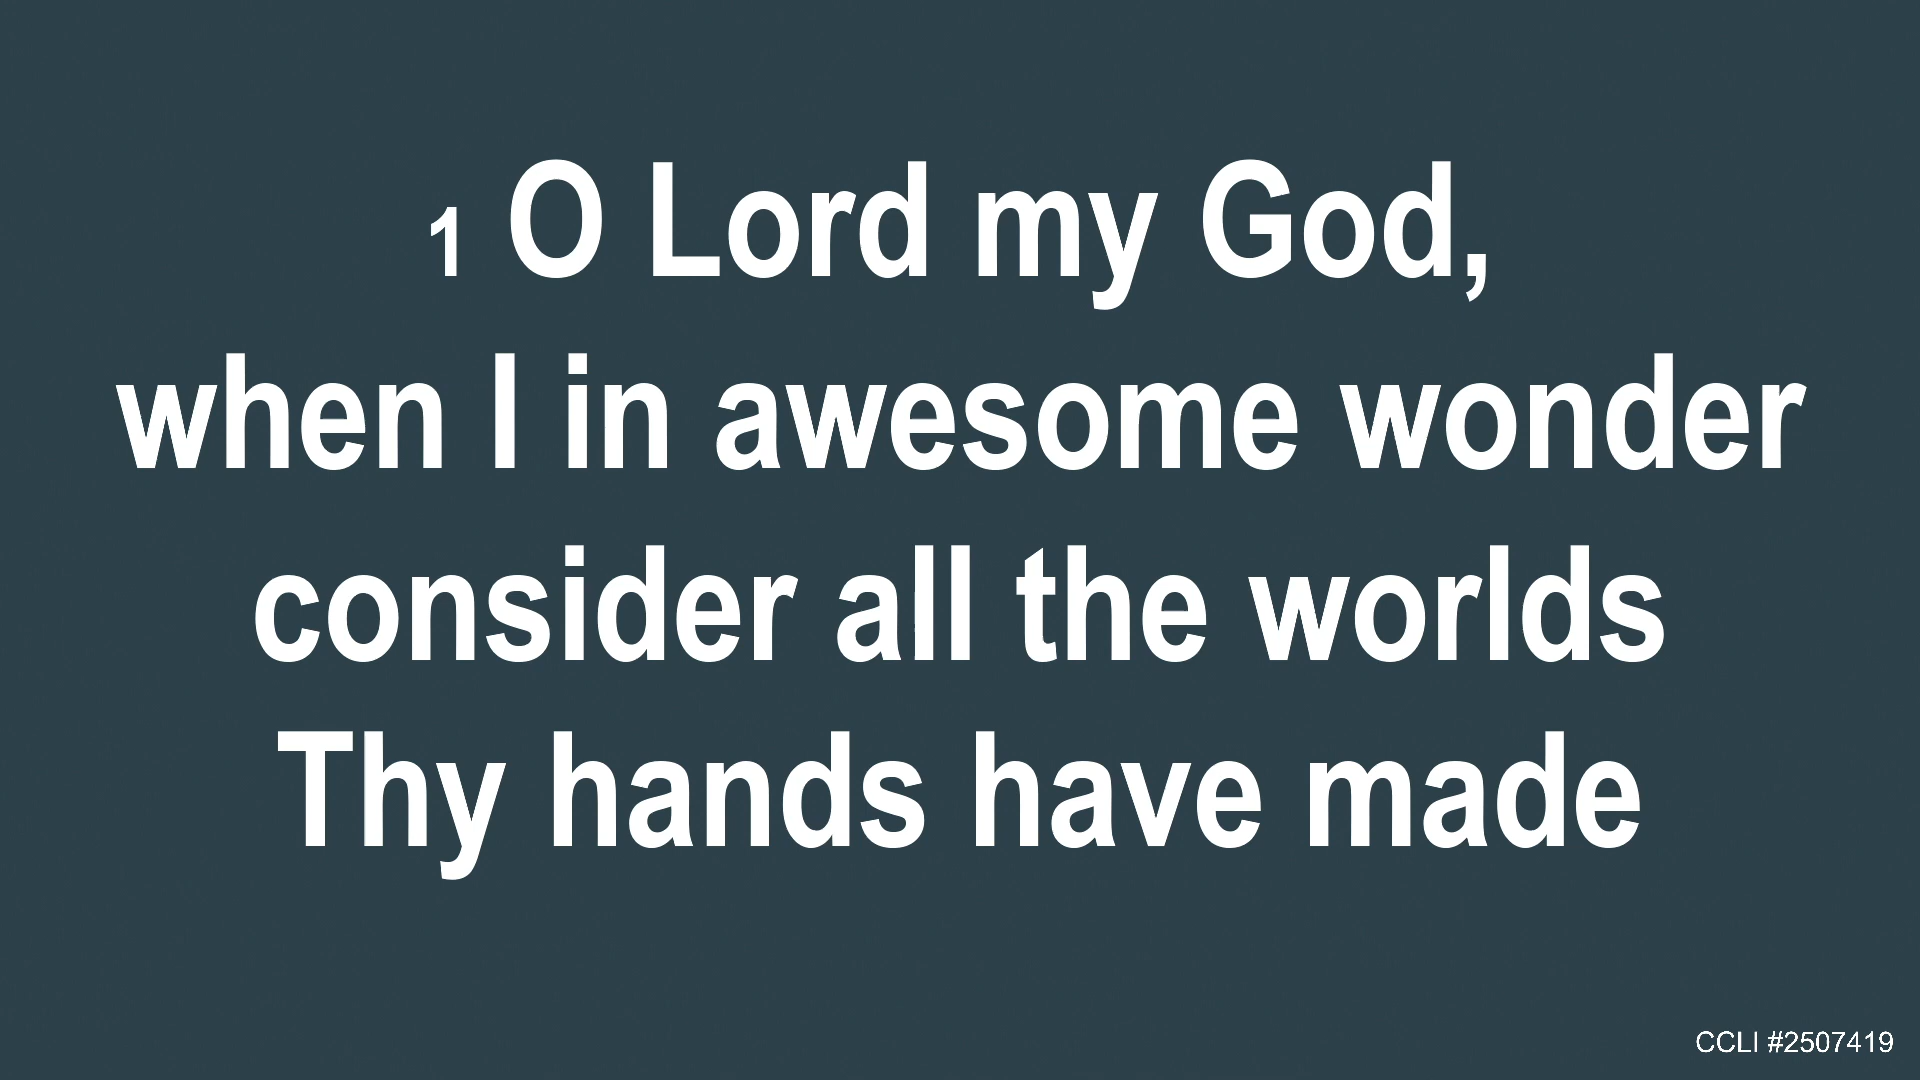 1 O Lord my God,
when I in awesome wonder
consider all the worlds
Thy hands have made
CCLI #2507419